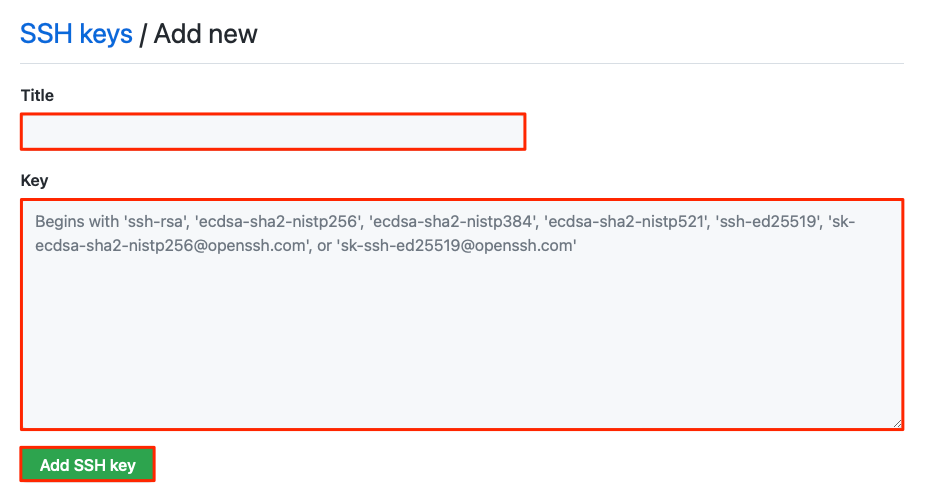 SSH keys / Add new
Title
Key
Begins with 'ssh-rsa', 'ecdsa-sha2-nistp256', 'ecdsa-sha2-nistp384', 'ecdsa-sha2-nistp521', 'ssh-ed25519', 'sk-
ecdsa-sha2-nistp256@openssh.com', or 'sk-ssh-ed25519@openssh.com'
Add SSH key